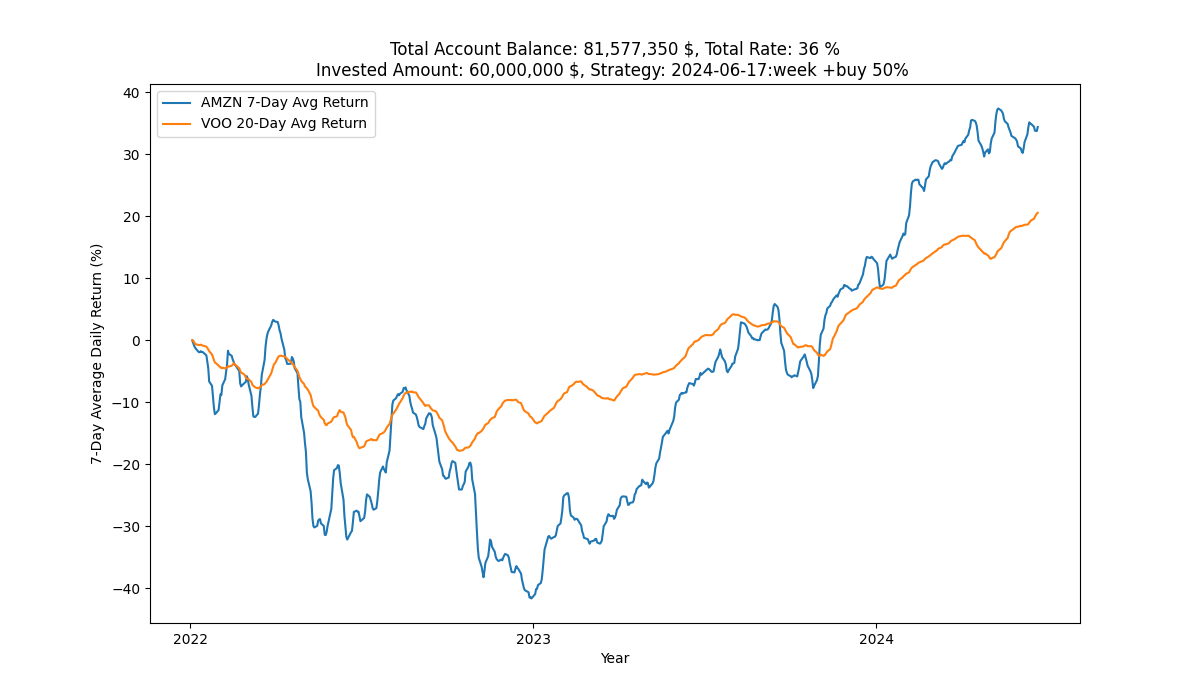 Total Account Balance: 81,577,350 $, Total Rate: 36 %
Invested Amount: 60,000,000 $, Strategy: 2024-06-17:week +buy 50%
AMZN 7-Day Avg Return
VOO 20-Day Avg Return
7-Day Average Daily Return (%)
40
30
20
10
0
−10
−20
−30
−40
2022
2023
2024
Year